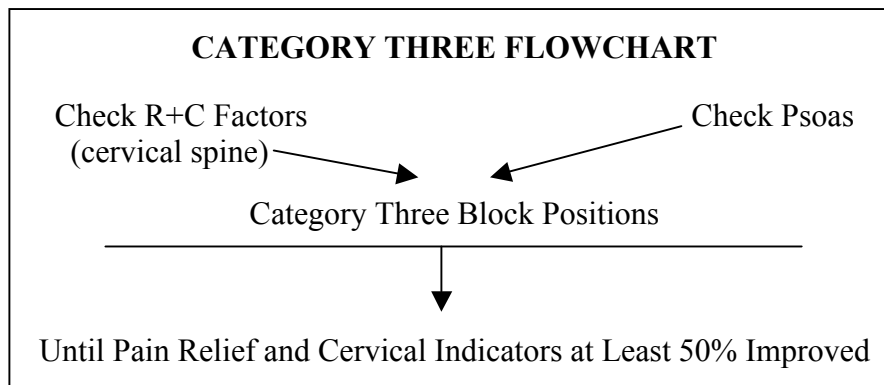 CATEGORY THREE FLOWCHART
Check R+C Factors
(cervical spine)
Check Psoas
Category Three Block Positions
Until Pain Relief and Cervical Indicators at Least 50% Improved